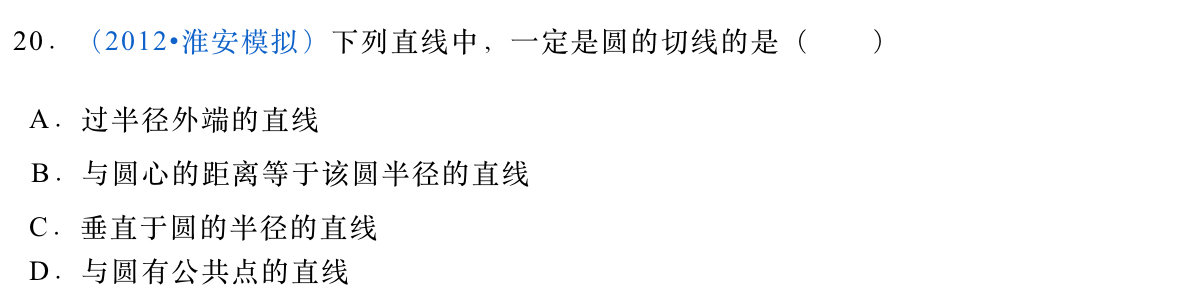 20．（2012•淮安模拟）下列直线中，一定是圆的切线的是（　　）
A．过半径外端的直线
B．与圆心的距离等于该圆半径的直线
C．垂直于圆的半径的直线
D．与圆有公共点的直线